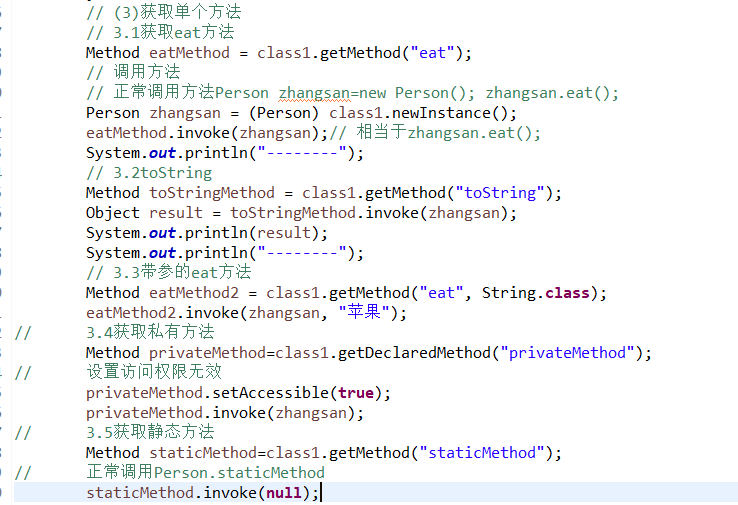 // (3)获取单个方法
// 3.1获取eat方法
Method eatMethod = class1.getMethod("eat");
// 调用方法
// 正常调用方法Person zhangsan=new Person(); zhangsan.eat();
Person zhangsan = (Person) class1.newInstance();
eatMethod.invoke(zhangsan);// 相当于zhangsan.eat();
System.out.println("--------");
// 3.2toString
Method toStringMethod = class1.getMethod("toString");
Object result = toStringMethod.invoke(zhangsan);
System.out.println(result);
System.out.println("--------");
// 3.3带参的eat方法
Method eatMethod2 = class1.getMethod("eat", String.class);
eatMethod2.invoke(zhangsan, "苹果");
// 3.4获取私有方法
Method privateMethod=class1.getDeclaredMethod("privateMethod");
// 设置访问权限无效
privateMethod.setAccessible(true);
privateMethod.invoke(zhangsan);
// 3.5获取静态方法
Method staticMethod=class1.getMethod("staticMethod");
// 正常调用Person.staticMethod
staticMethod.invoke(null);